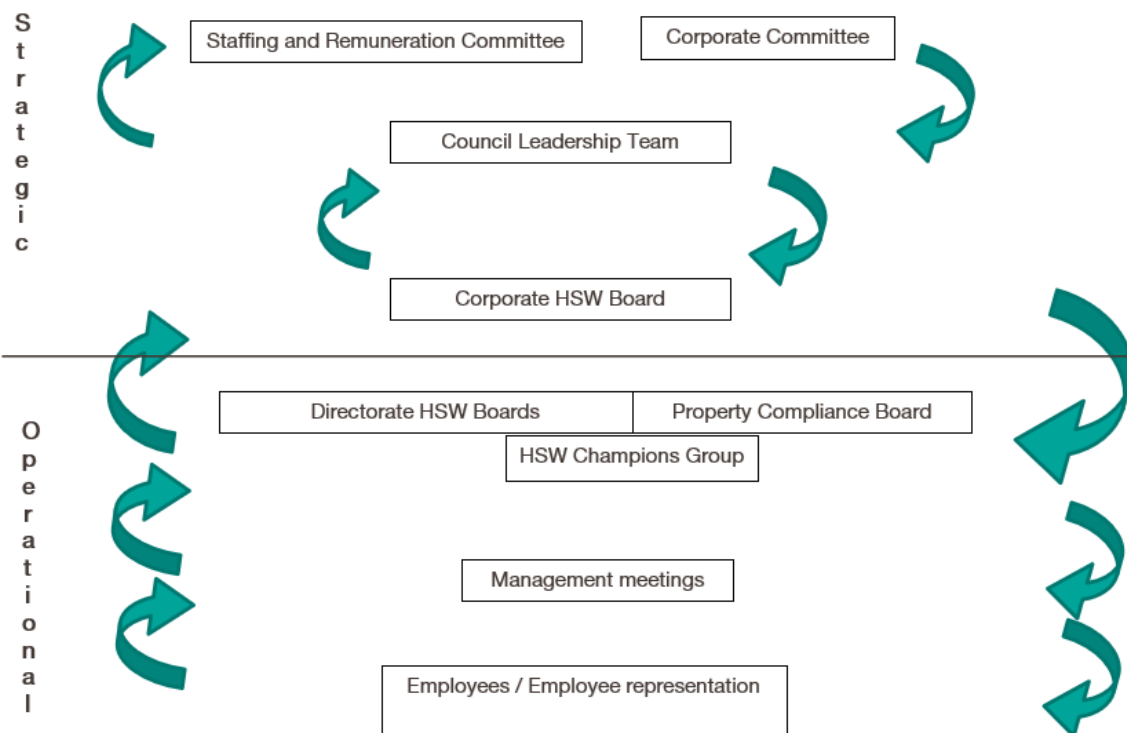 Strategic
Staffing and Remuneration Committee
Corporate Committee
Council Leadership Team
Corporate HSW Board
Operational
Directorate HSW Boards
Property Compliance Board
HSW Champions Group
Management meetings
Employees / Employee representation